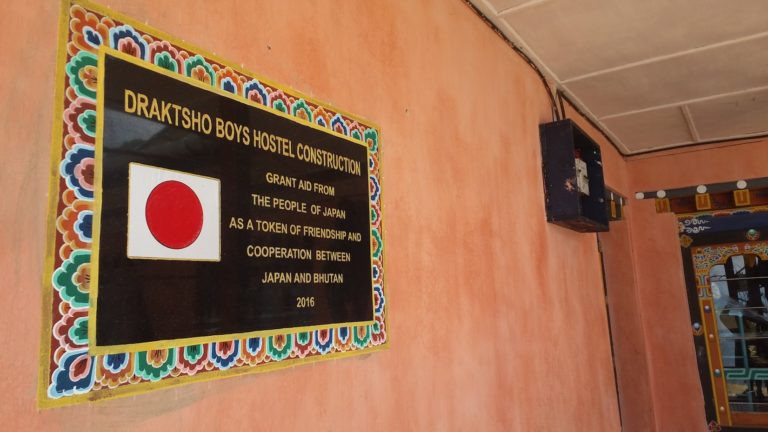 DRAKTSHO BOYS HOSTEL CONSTRUCTION
GRANT AID FROM
THE PEOPLE OF JAPAN
AS A TOKEN OF FRIENDSHIP AND
COOPERATION BETWEEN
JAPAN AND BHUTAN
2016